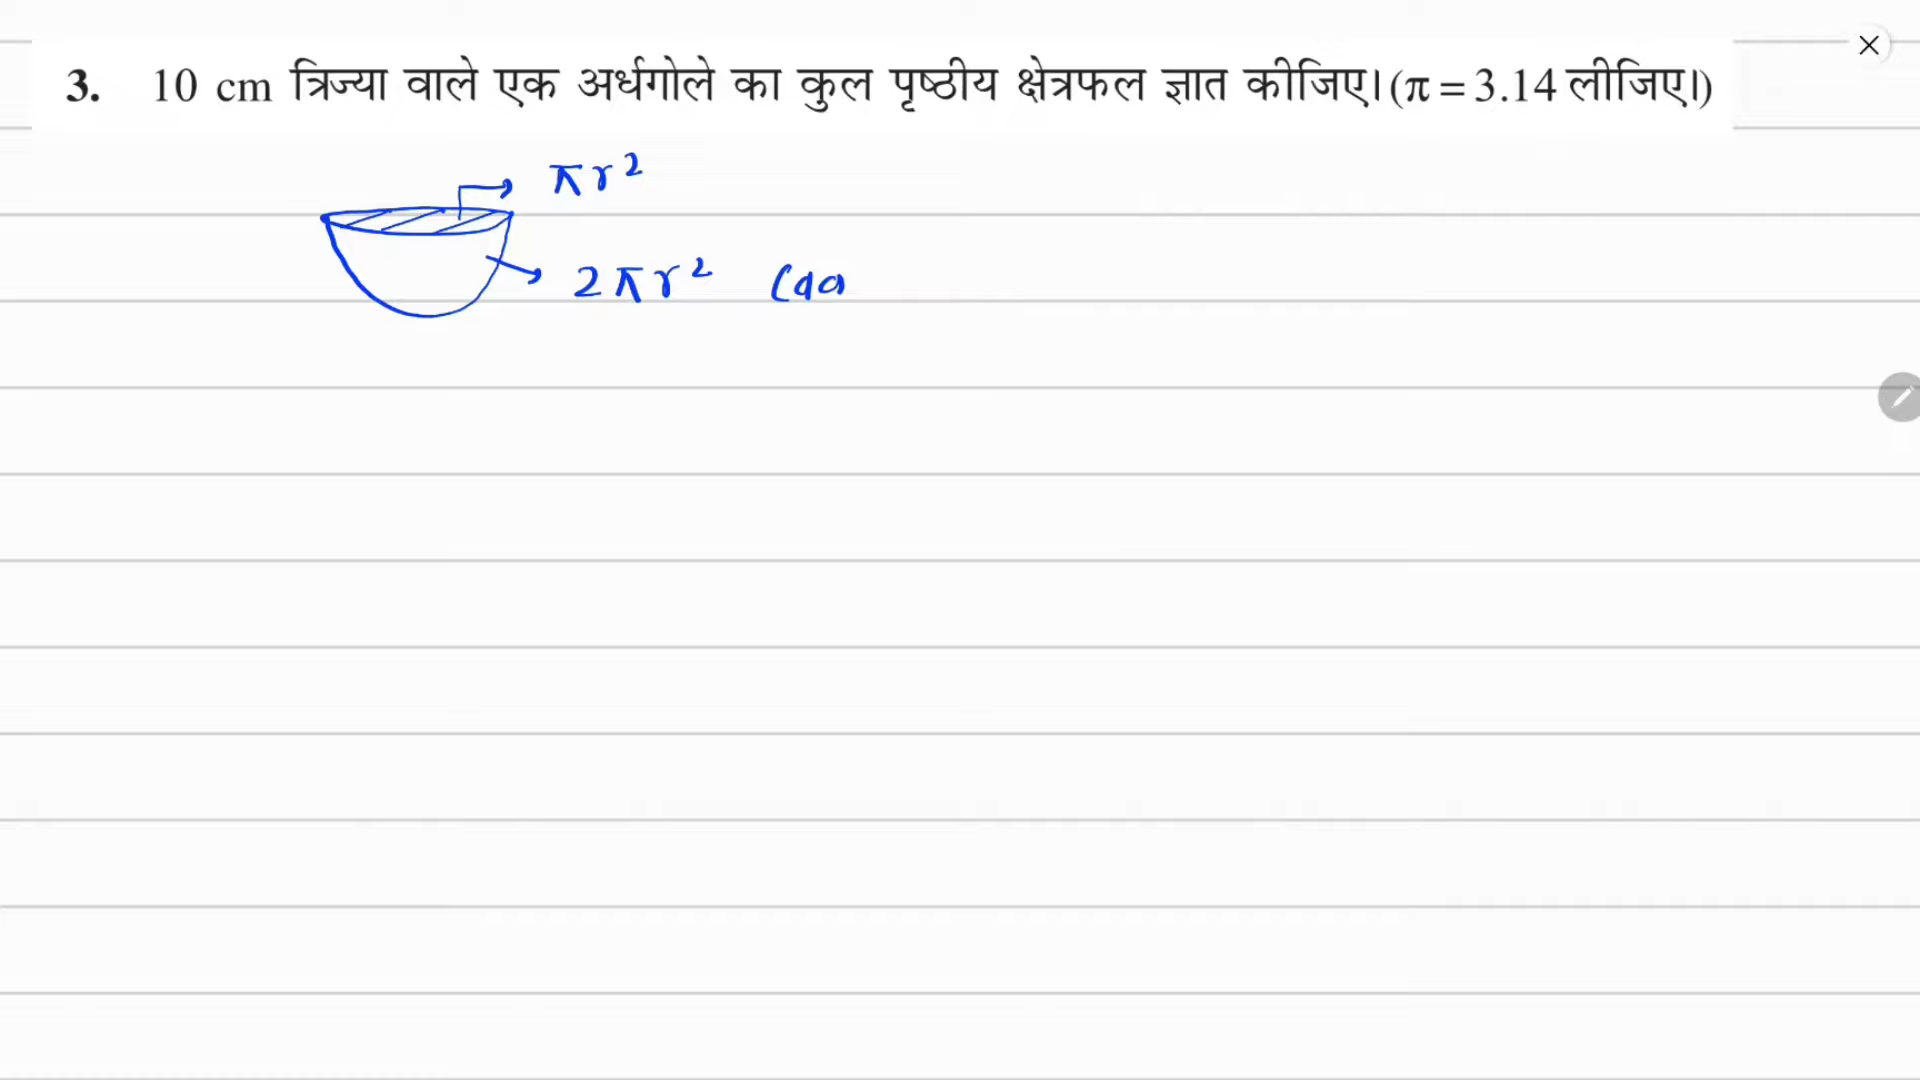 3. 10 cm त्रिज्या वाले एक अर्धगोले का कुल पृष्ठीय क्षेत्रफल ज्ञात कीजिए। (π = 3.14 लीजिए।)
πr²
2πr²